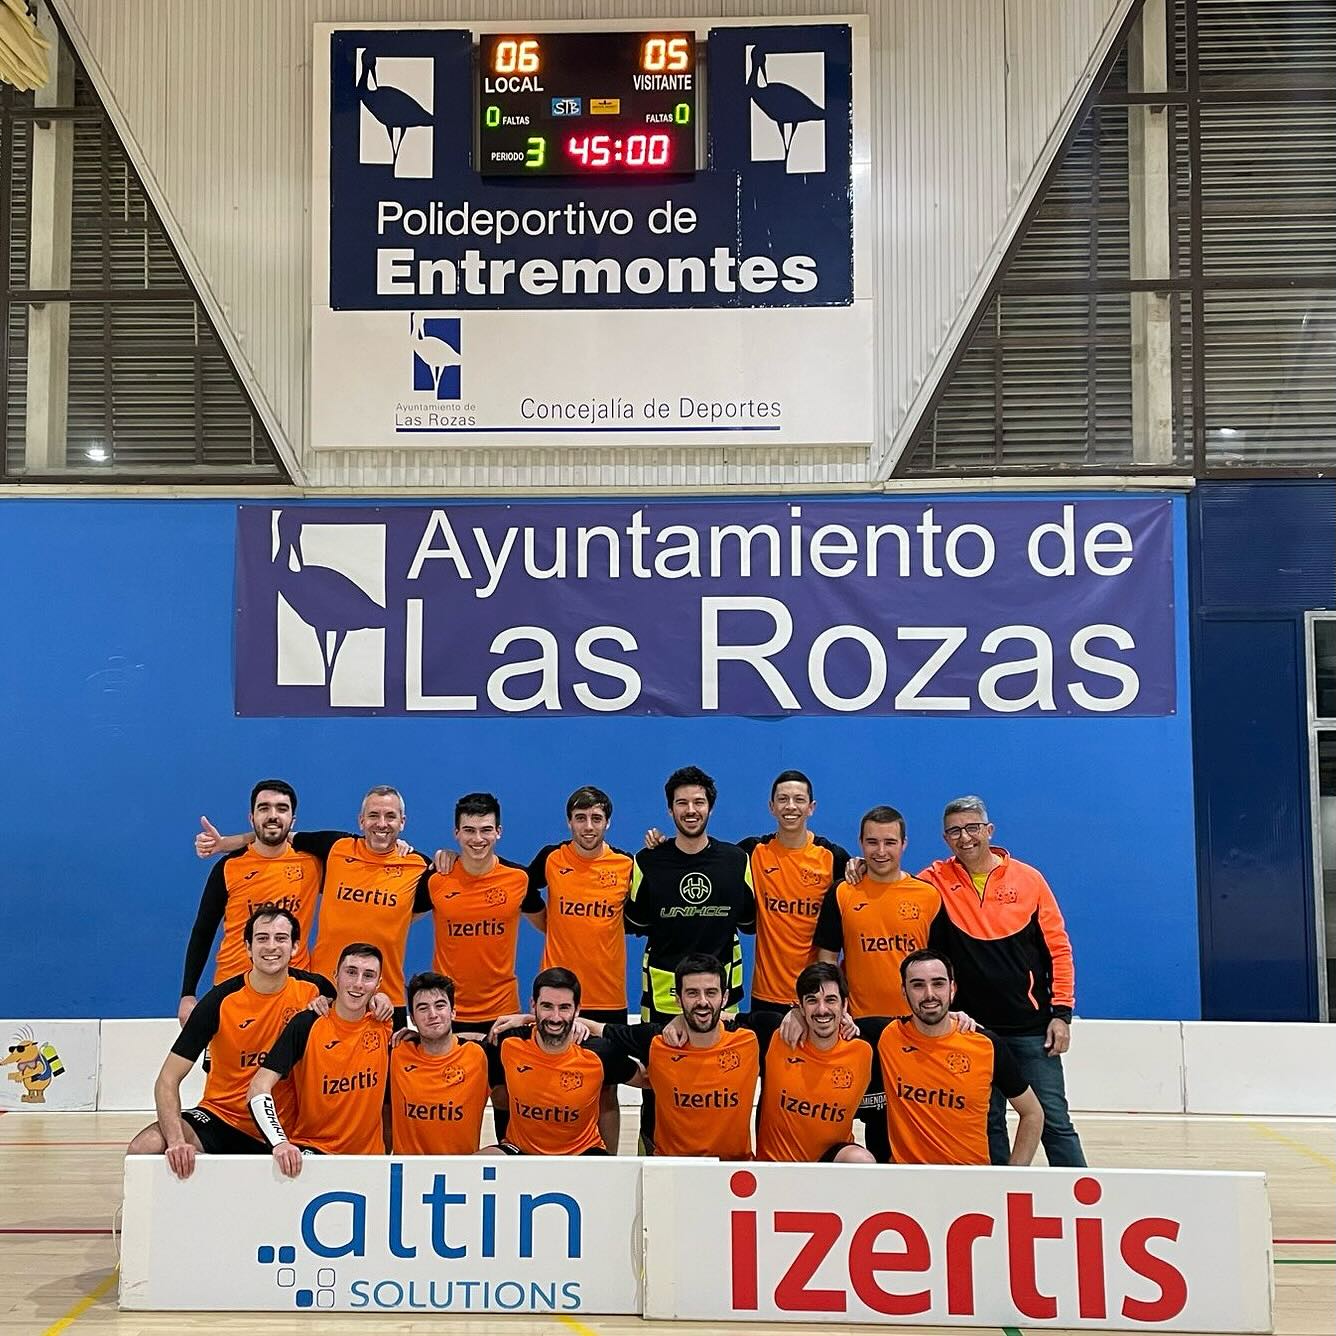 06
05
LOCAL
VISITANTE
0 FALTAS
STB
FALTAS 0
PERIODO 3
45:00
Polideportivo de
Entremontes
Ayuntamiento de
Las Rozas
Concejalía de Deportes
Ayuntamiento de
Las Rozas
izertis
izertis
izertis
UNIHOC
izertis
izertis
izertis
izertis
izertis
izertis
izertis
izertis
izertis
altin
SOLUTIONS
izertis